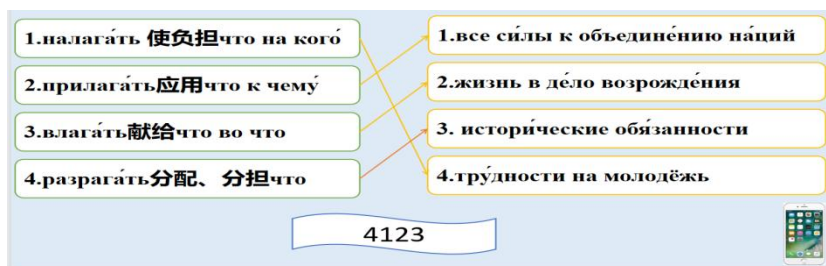 1.налага́ть 使负担что на кого́
2.прилага́ть应用что к чему́
3.влага́ть献给что во что
4.разрага́ть分配、分担что
1.все си́лы к объедине́нию на́ций
2.жизнь в де́ло возрожде́ния
3. истори́ческие обя́занности
4.тру́дности на молодёжь
4123